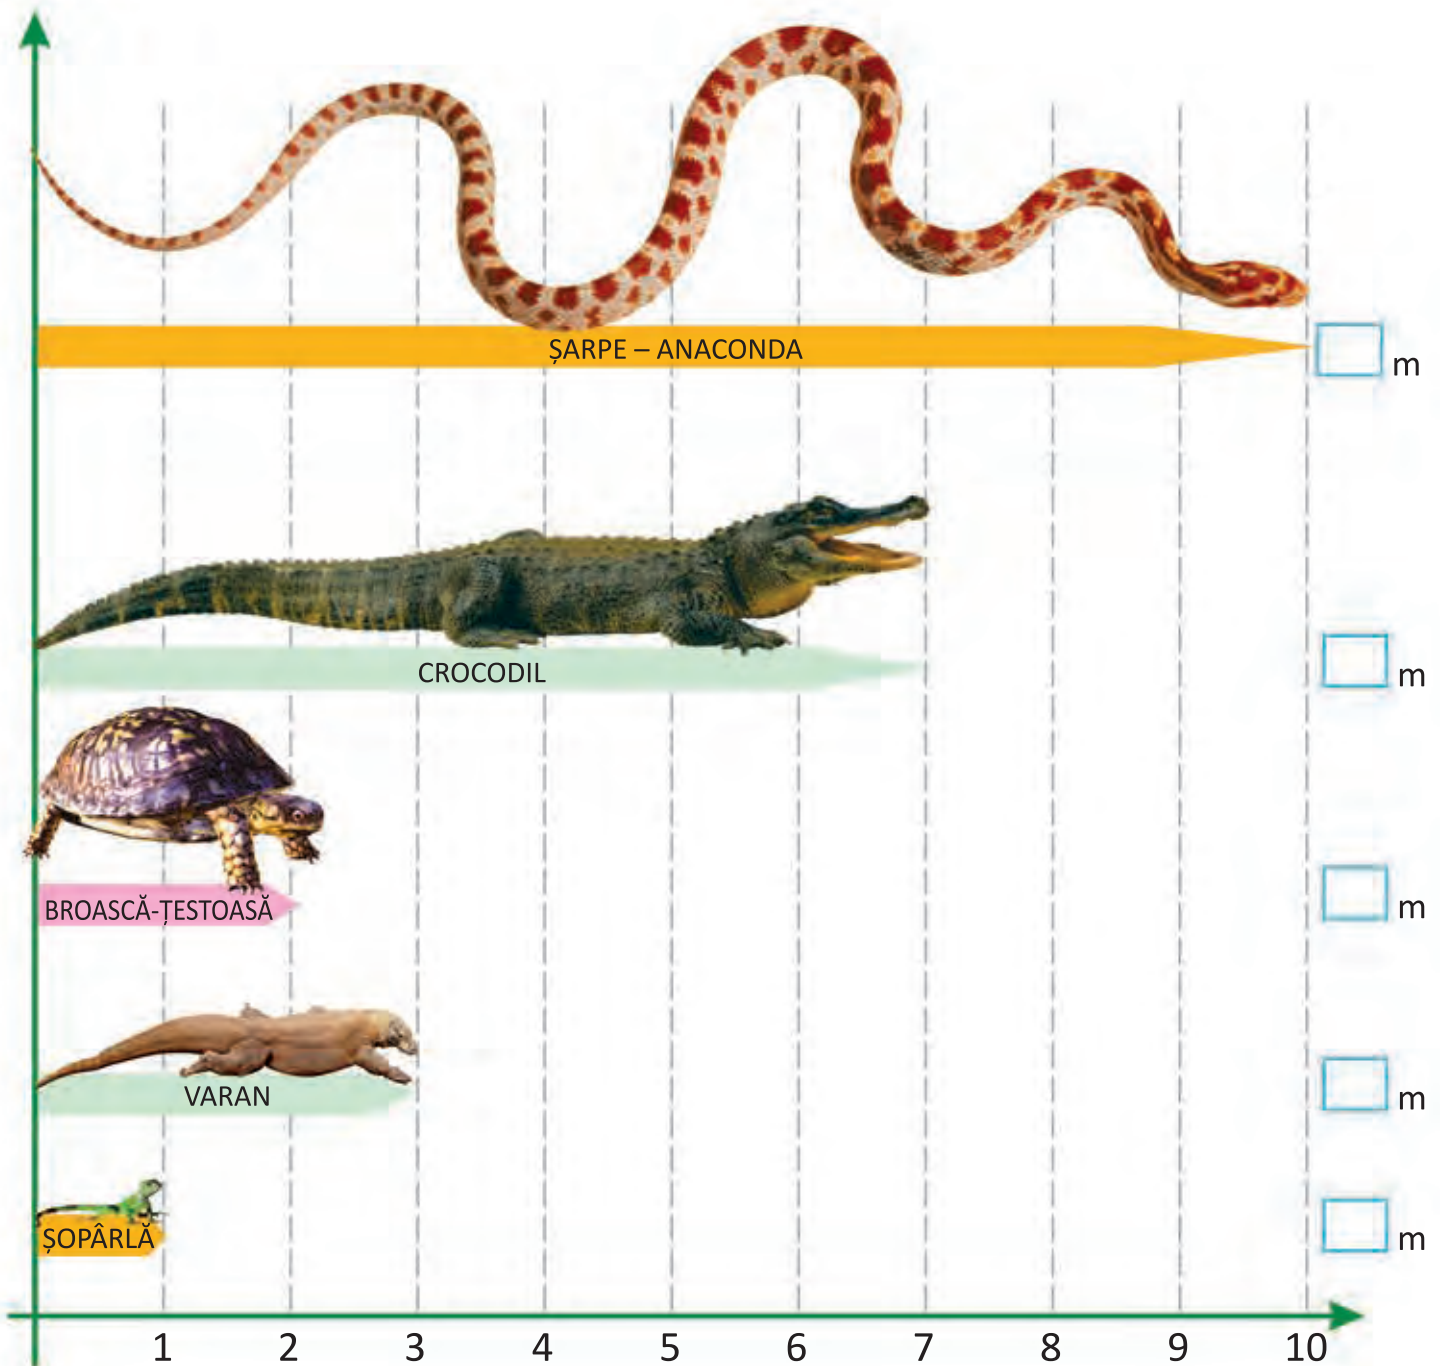 ȘARPE – ANACONDA
m
CROCODIL
m
BROASCĂ-ȚESTOASĂ
m
VARAN
m
ȘOPÂRLĂ
m
1 2 3 4 5 6 7 8 9 10